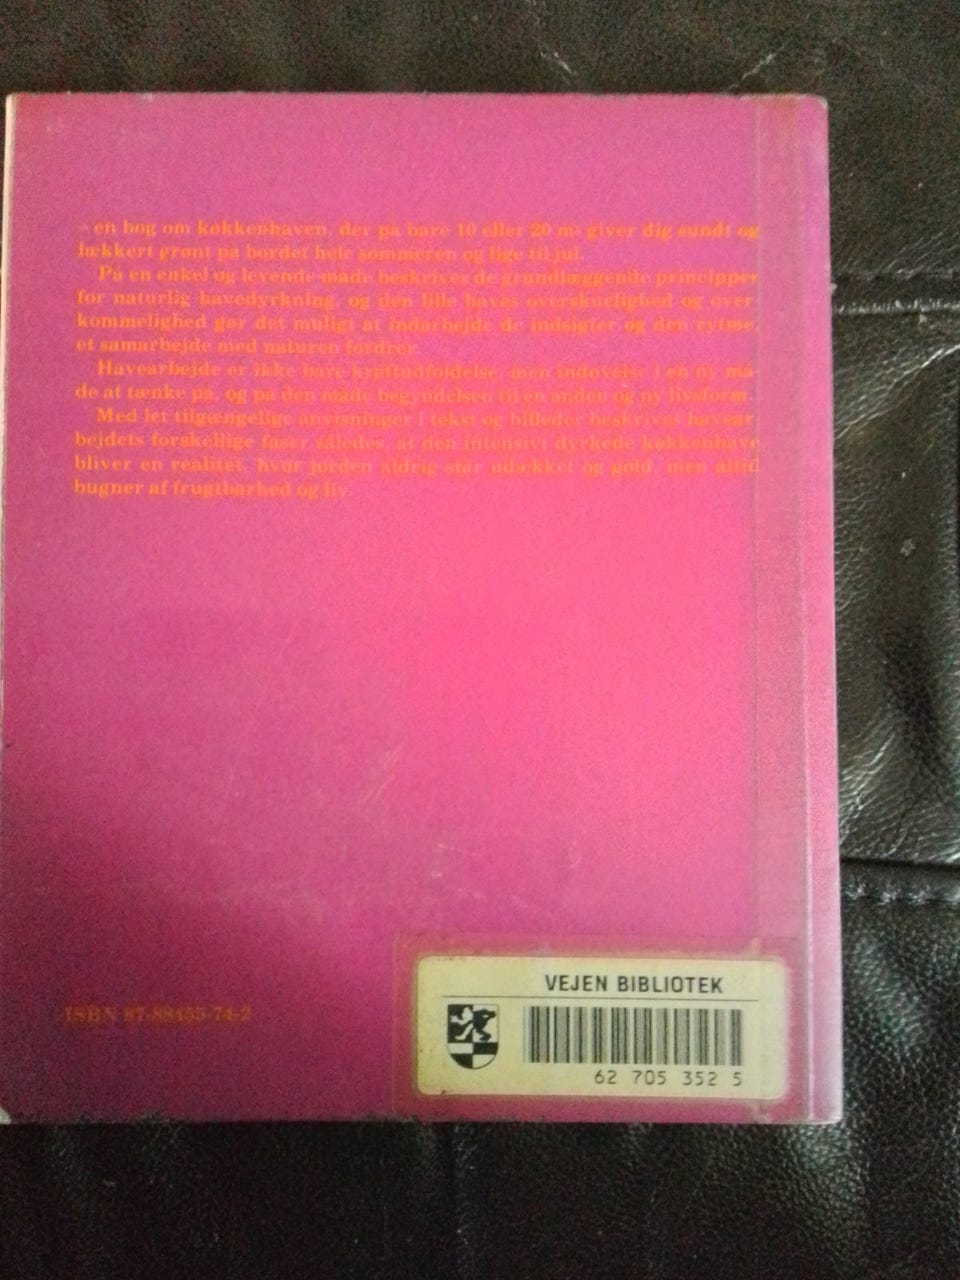 – en bog om køkkenhaven, der på bare 10 eller 20 m² giver dig sundt og
lækkert grønt på bordet hele sommeren og lige til jul.
På en enkel og levende måde beskrives de grundlæggende principper
for naturlig havedyrkning, og den lille haves overskuelighed og over-
kommelighed gør det muligt at indarbejde de indsigter og den rytme,
et samarbejde med naturen fordrer.
Havearbejde er ikke bare kraftudfoldelse, men indøvelse i en ny må-
de at tænke på, og på den måde begyndelsen til en anden og ny livsform.
Med let tilgængelige anvisninger i tekst og billeder beskrives havear-
bejdets forskellige faser således, at den intensivt dyrkede køkkenhave
bliver en realitet, hvor jorden aldrig står udækket og gold, men altid
bugner af frugtbarhed og liv.
ISBN 87-88455-74-2
VEJEN BIBLIOTEK
62 705 352 5